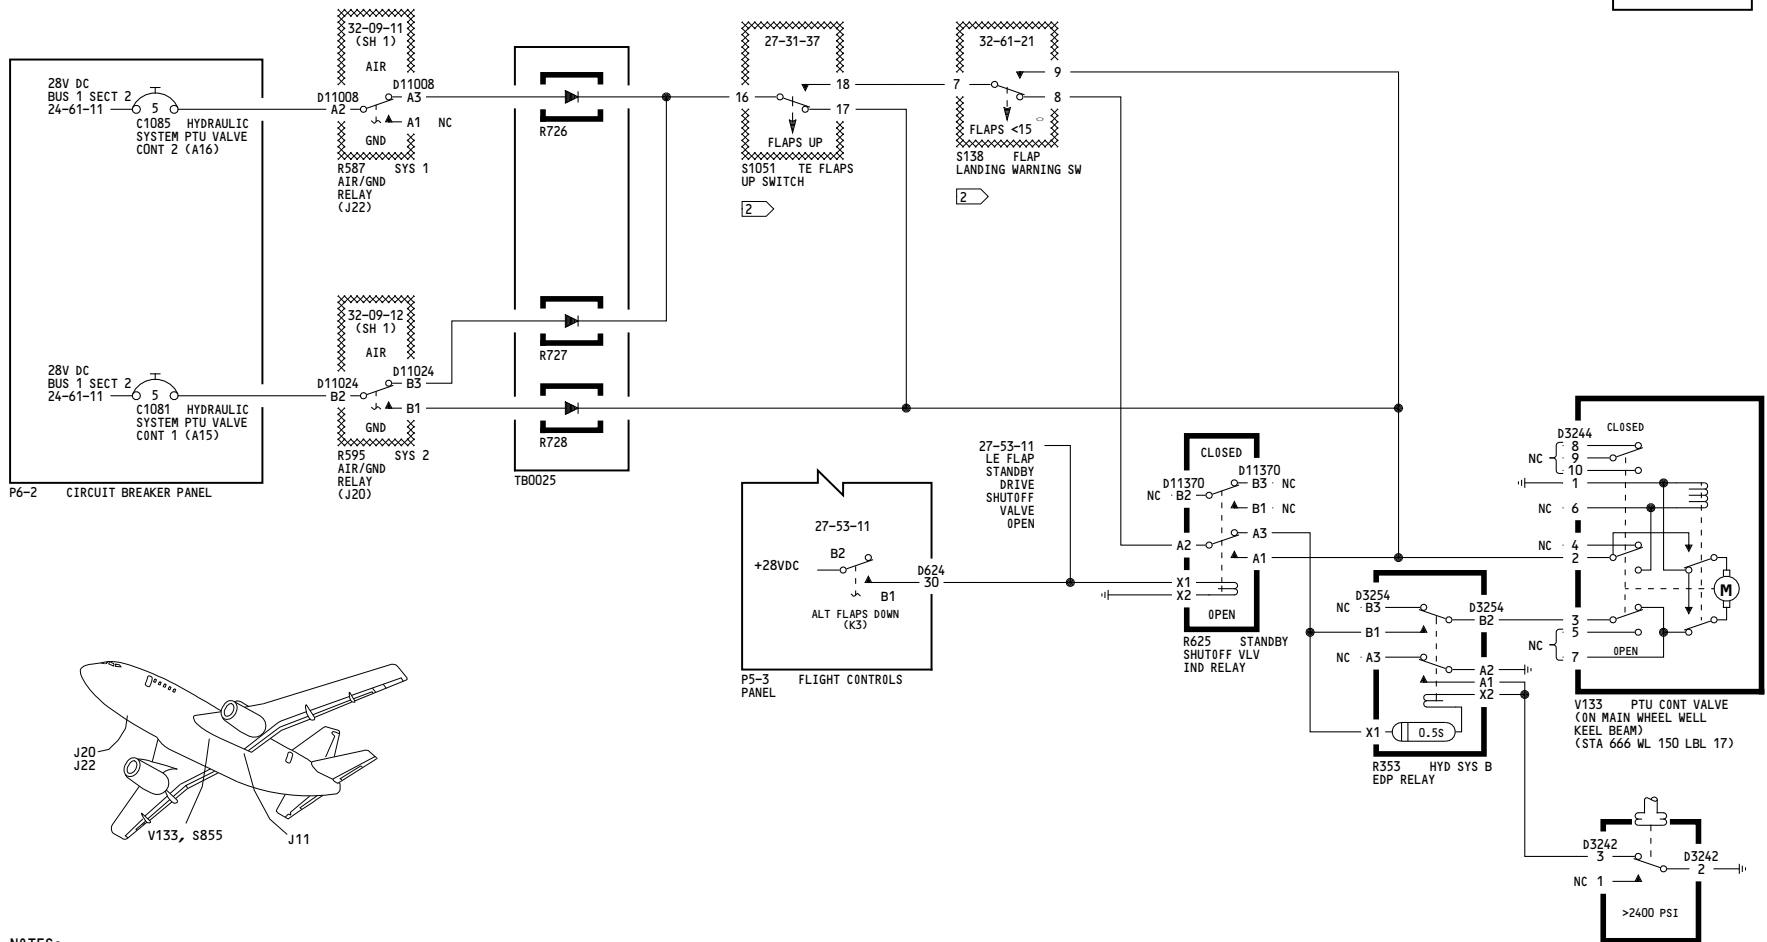 32-09-11
(SH 1)
AIR
D11008
A2
D11008
A3
A1 NC
GND
R587 SYS 1
AIR/GND
RELAY
(J22)
28V DC
BUS 1 SECT 2
24-61-11
5
C1085 HYDRAULIC
SYSTEM PTU VALVE
CONT 2 (A16)
28V DC
BUS 1 SECT 2
24-61-11
5
C1081 HYDRAULIC
SYSTEM PTU VALVE
CONT 1 (A15)
P6-2 CIRCUIT BREAKER PANEL
32-09-12
(SH 1)
AIR
D11024
B2
D11024
B3
B1
GND
R595 SYS 2
AIR/GND
RELAY
(J20)
R726
R727
R728
TB0025
27-31-37
16
18
17
FLAPS UP
S1051 TE FLAPS
UP SWITCH
2
32-61-21
7
9
8
FLAPS <15
S138 FLAP
LANDING WARNING SW
2
27-53-11
LE FLAP
STANDBY
DRIVE
SHUTOFF
VALVE
OPEN
27-53-11
B2
+28VDC
B1
ALT FLAPS DOWN
(K3)
D624
30
P5-3 FLIGHT CONTROLS
PANEL
CLOSED
D11370
NC B2
D11370
B3 NC
B1 NC
A2
A3
A1
X1
X2
OPEN
R625 STANDBY
SHUTOFF VLV
IND RELAY
D3254
NC B3
B1
NC A3
X1
D3254
B2
A2
A1
X2
0.5S
R353 HYD SYS B
EDP RELAY
D3244
CLOSED
8
NC 9
10
1
NC 6
NC 4
2
3
5
NC
7
OPEN
M
V133 PTU CONT VALVE
(ON MAIN WHEEL WELL
KEEL BEAM)
(STA 666 WL 150 LBL 17)
D3242
3
NC 1
D3242
2
>2400 PSI
J20
J22
V133, S855
J11